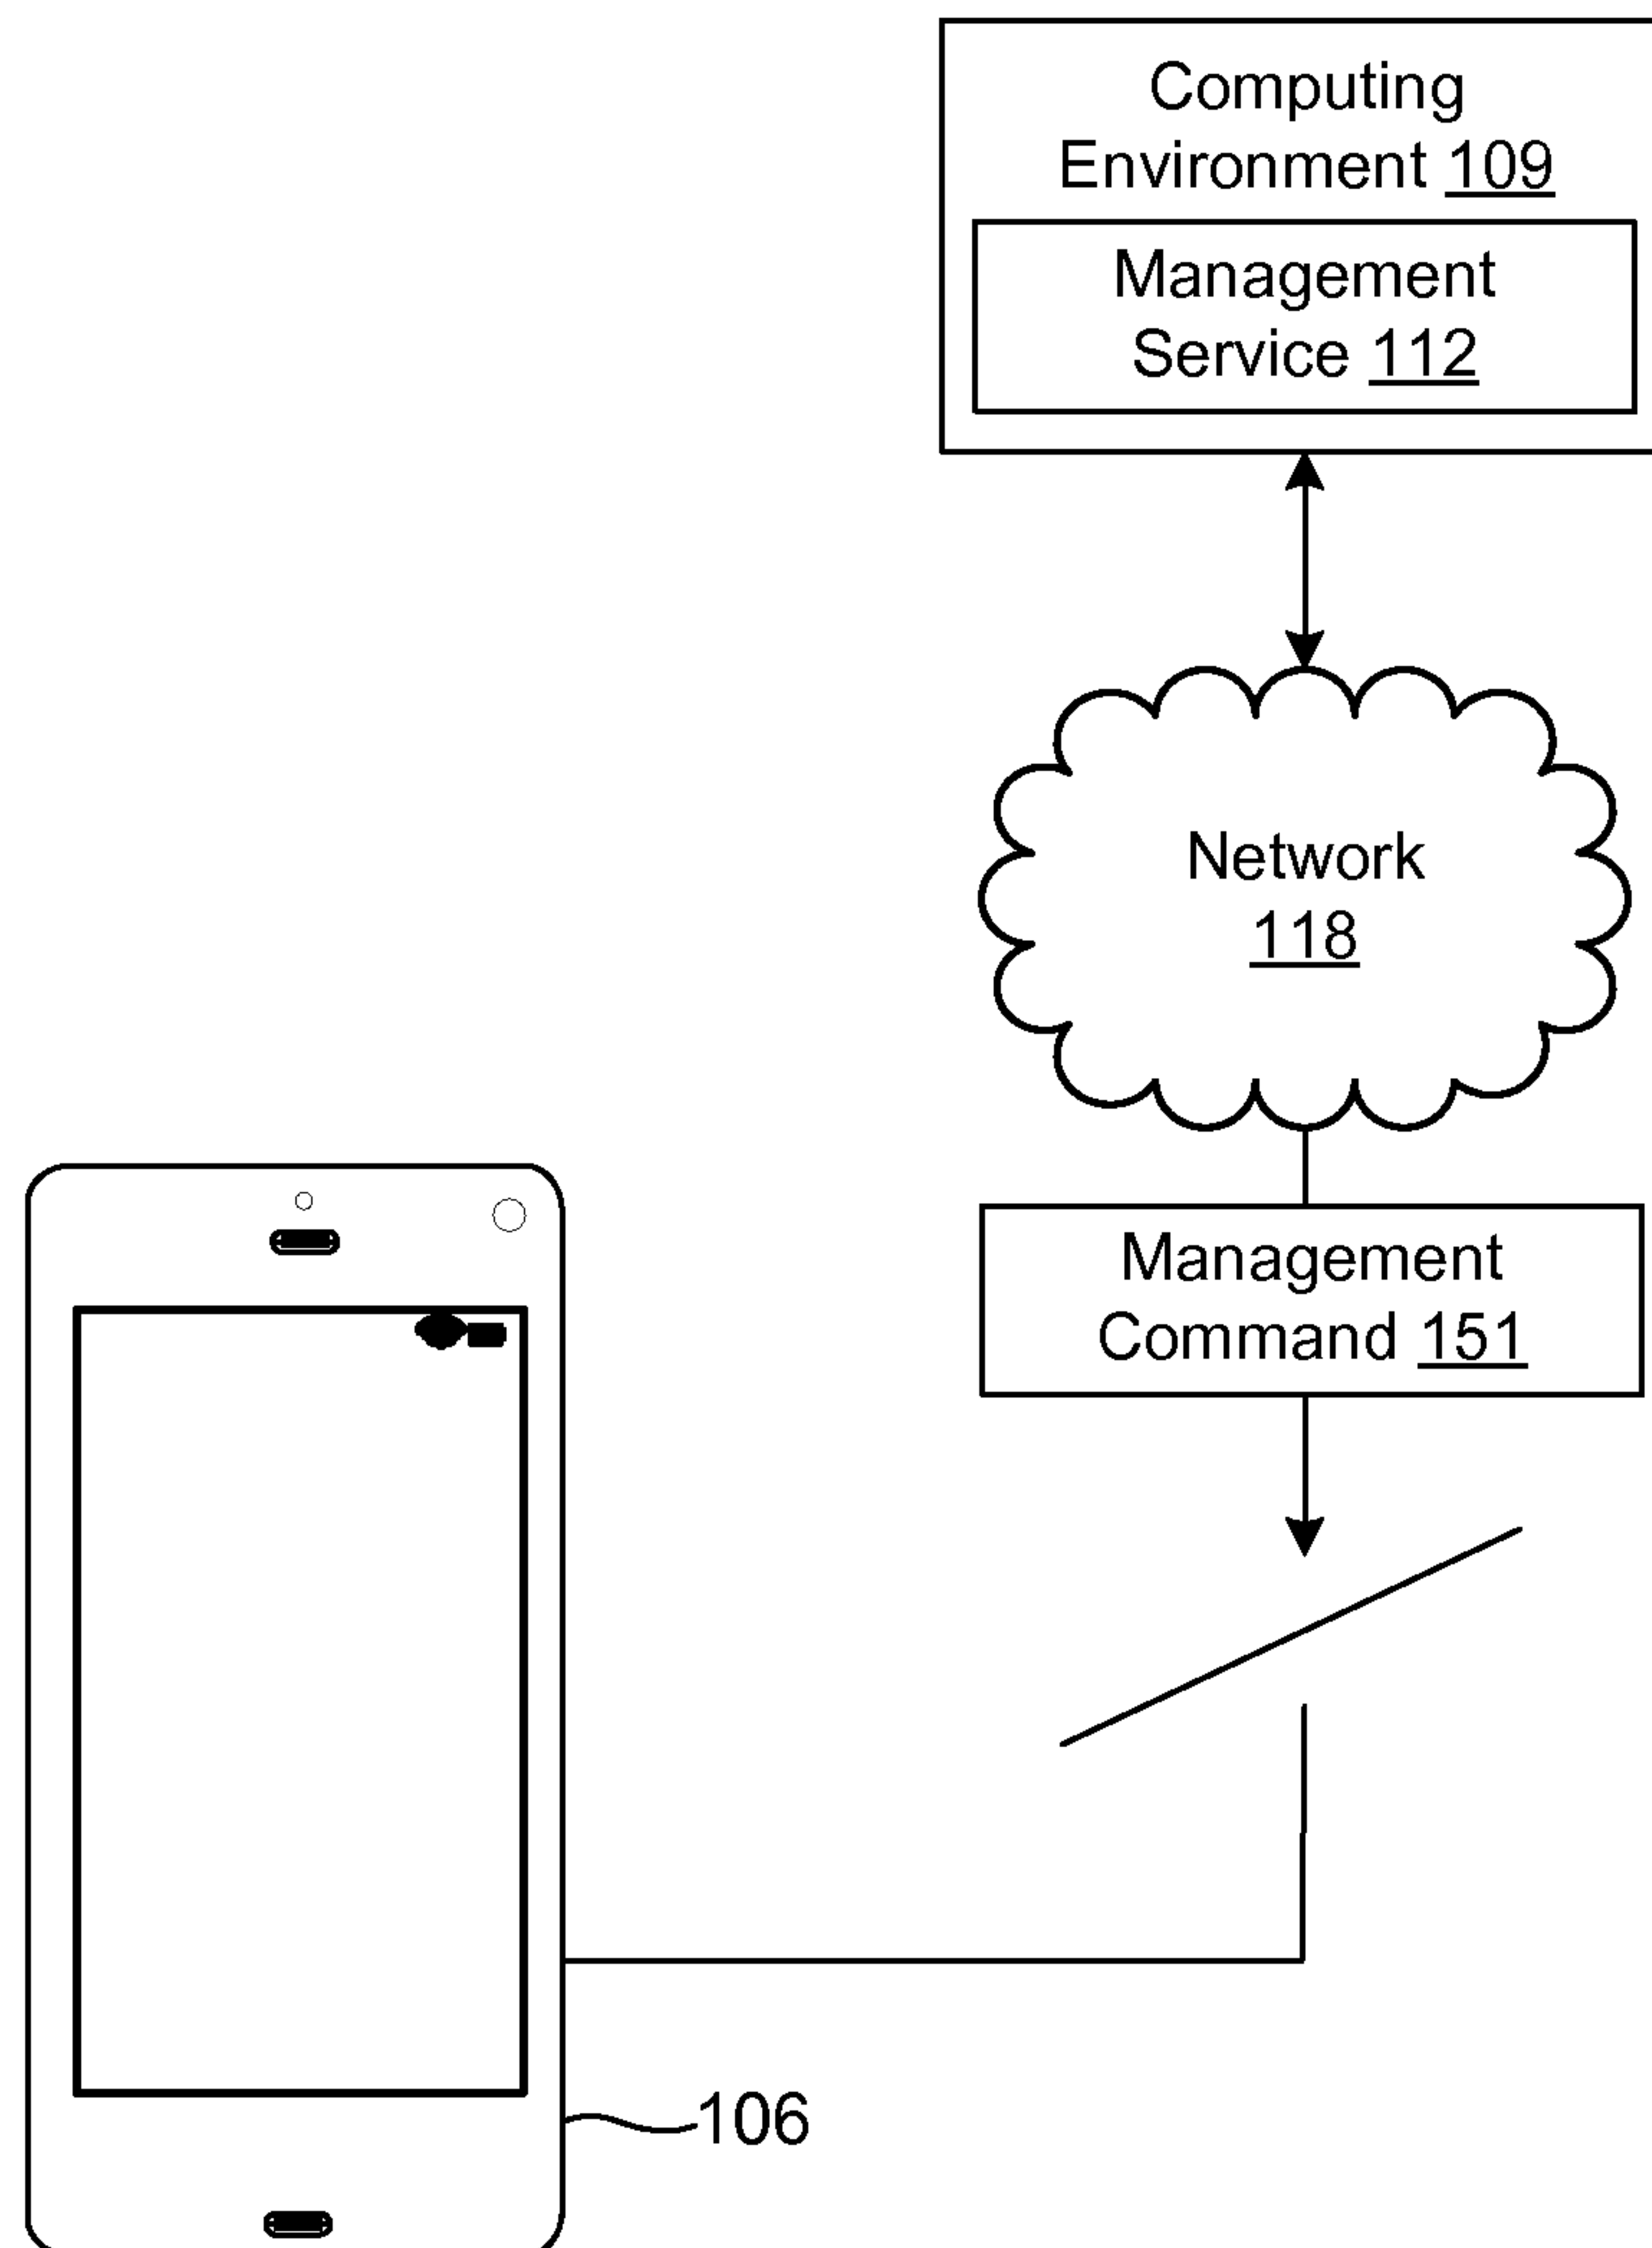 Computing
Environment 109
Management
Service 112
Network
118
Management
Command 151
106